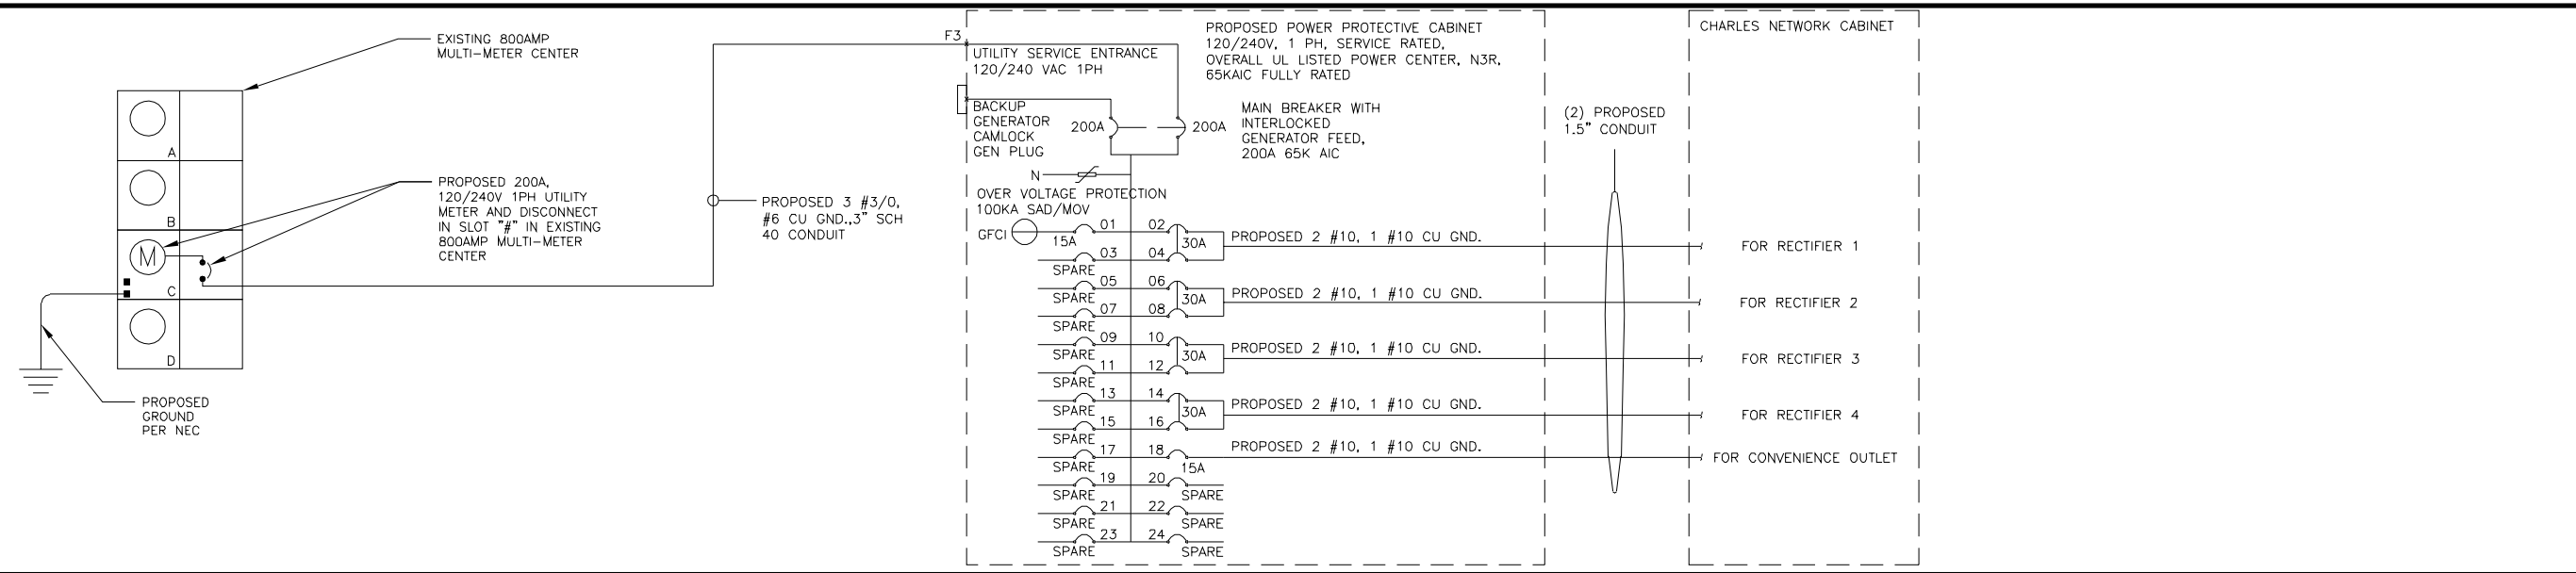 EXISTING 800AMP
MULTI-METER CENTER
A
B
M
C
D
PROPOSED 200A,
120/240V 1PH UTILITY
METER AND DISCONNECT
IN SLOT "#" IN EXISTING
800AMP MULTI-METER
CENTER
PROPOSED
GROUND
PER NEC
PROPOSED 3 #3/0,
#6 CU GND.,3" SCH
40 CONDUIT
F3
UTILITY SERVICE ENTRANCE
120/240 VAC 1PH
BACKUP
GENERATOR
CAMLOCK
GEN PLUG
200A
200A
PROPOSED POWER PROTECTIVE CABINET
120/240V, 1 PH, SERVICE RATED,
OVERALL UL LISTED POWER CENTER, N3R,
65KAIC FULLY RATED
MAIN BREAKER WITH
INTERLOCKED
GENERATOR FEED,
200A 65K AIC
N
OVER VOLTAGE PROTECTION
100KA SAD/MOV
GFCI
15A
01 02
30A
PROPOSED 2 #10, 1 #10 CU GND.
03 04
SPARE
05 06
SPARE
30A
PROPOSED 2 #10, 1 #10 CU GND.
07 08
SPARE
09 10
SPARE
30A
PROPOSED 2 #10, 1 #10 CU GND.
11 12
SPARE
13 14
SPARE
30A
PROPOSED 2 #10, 1 #10 CU GND.
15 16
SPARE
17 18
SPARE
15A
PROPOSED 2 #10, 1 #10 CU GND.
19 20
SPARE SPARE
21 22
SPARE SPARE
23 24
SPARE SPARE
(2) PROPOSED
1.5" CONDUIT
CHARLES NETWORK CABINET
FOR RECTIFIER 1
FOR RECTIFIER 2
FOR RECTIFIER 3
FOR RECTIFIER 4
FOR CONVENIENCE OUTLET